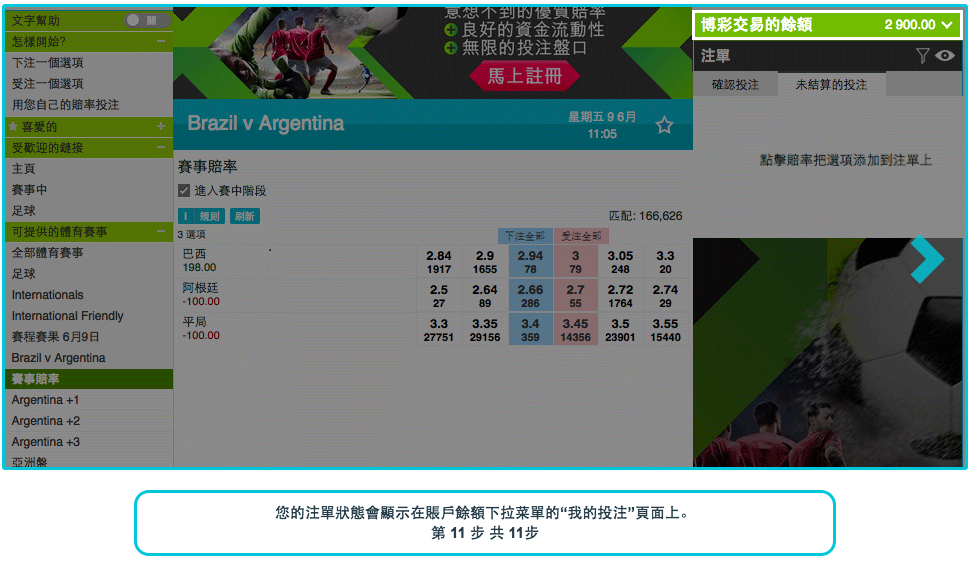 文字幫助 關
怎樣開始? −
下注一個選項
受注一個選項
用您自己的賠率投注
喜愛的 +
受歡迎的鏈接 −
主頁
賽事中
足球
可提供的體育賽事 −
全部體育賽事
足球
Internationals
International Friendly
賽程賽果 6月9日
Brazil v Argentina
賽事賠率
Argentina +1
Argentina +2
Argentina +3
亞洲盤
意想不到的優質賠率
良好的資金流動性
無限的投注盤口
馬上註冊
Brazil v Argentina
星期五 9 6月
11:05
賽事賠率
進入賽中階段
I 規則 刷新
匹配: 166,626
3 選項
下注全部 受注全部
巴西 2.84 2.9 2.94 3 3.05 3.3
198.00 1917 1655 78 79 248 20
阿根廷 2.5 2.64 2.66 2.7 2.72 2.74
-100.00 27 89 286 55 1764 29
平局 3.3 3.35 3.4 3.45 3.5 3.55
-100.00 27751 29156 359 14356 23901 15440
博彩交易的餘額 2 900.00
注單
確認投注 未結算的投注
點擊賠率把選項添加到注單上
您的注單狀態會顯示在賬戶餘額下拉菜單的“我的投注”頁面上。
第 11 步 共 11步